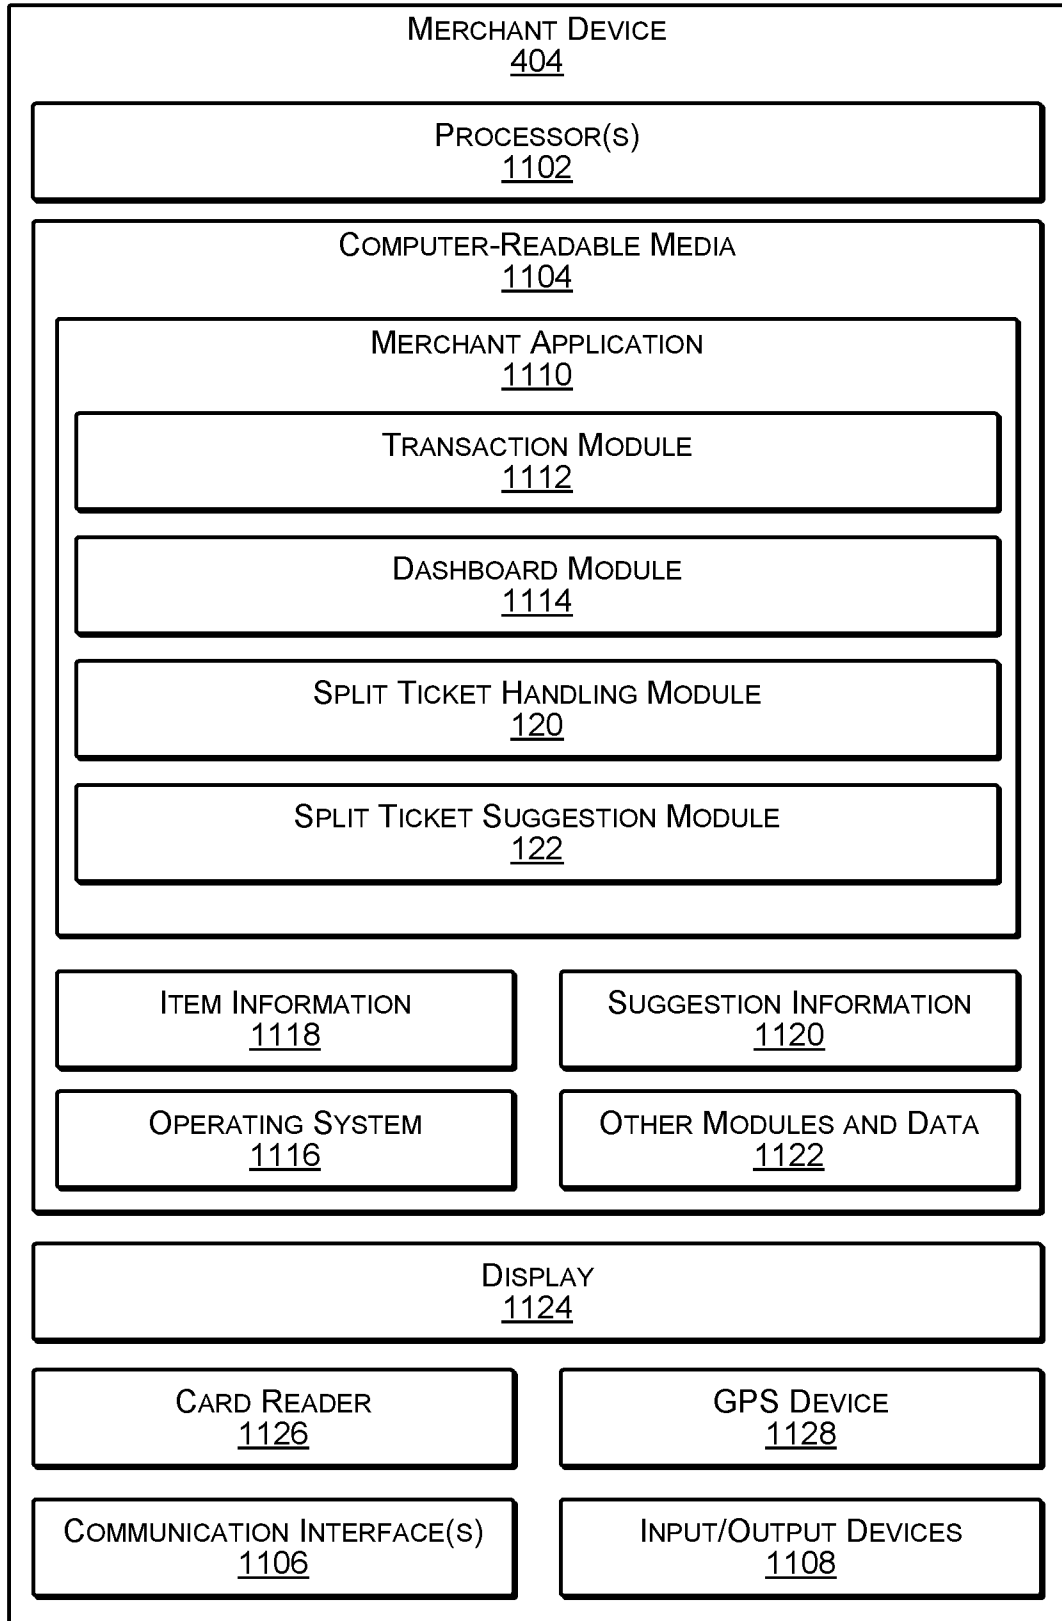 MERCHANT DEVICE
404
PROCESSOR(S)
1102
COMPUTER-READABLE MEDIA
1104
MERCHANT APPLICATION
1110
TRANSACTION MODULE
1112
DASHBOARD MODULE
1114
SPLIT TICKET HANDLING MODULE
120
SPLIT TICKET SUGGESTION MODULE
122
ITEM INFORMATION
1118
SUGGESTION INFORMATION
1120
OPERATING SYSTEM
1116
OTHER MODULES AND DATA
1122
DISPLAY
1124
CARD READER
1126
GPS DEVICE
1128
COMMUNICATION INTERFACE(S)
1106
INPUT/OUTPUT DEVICES
1108